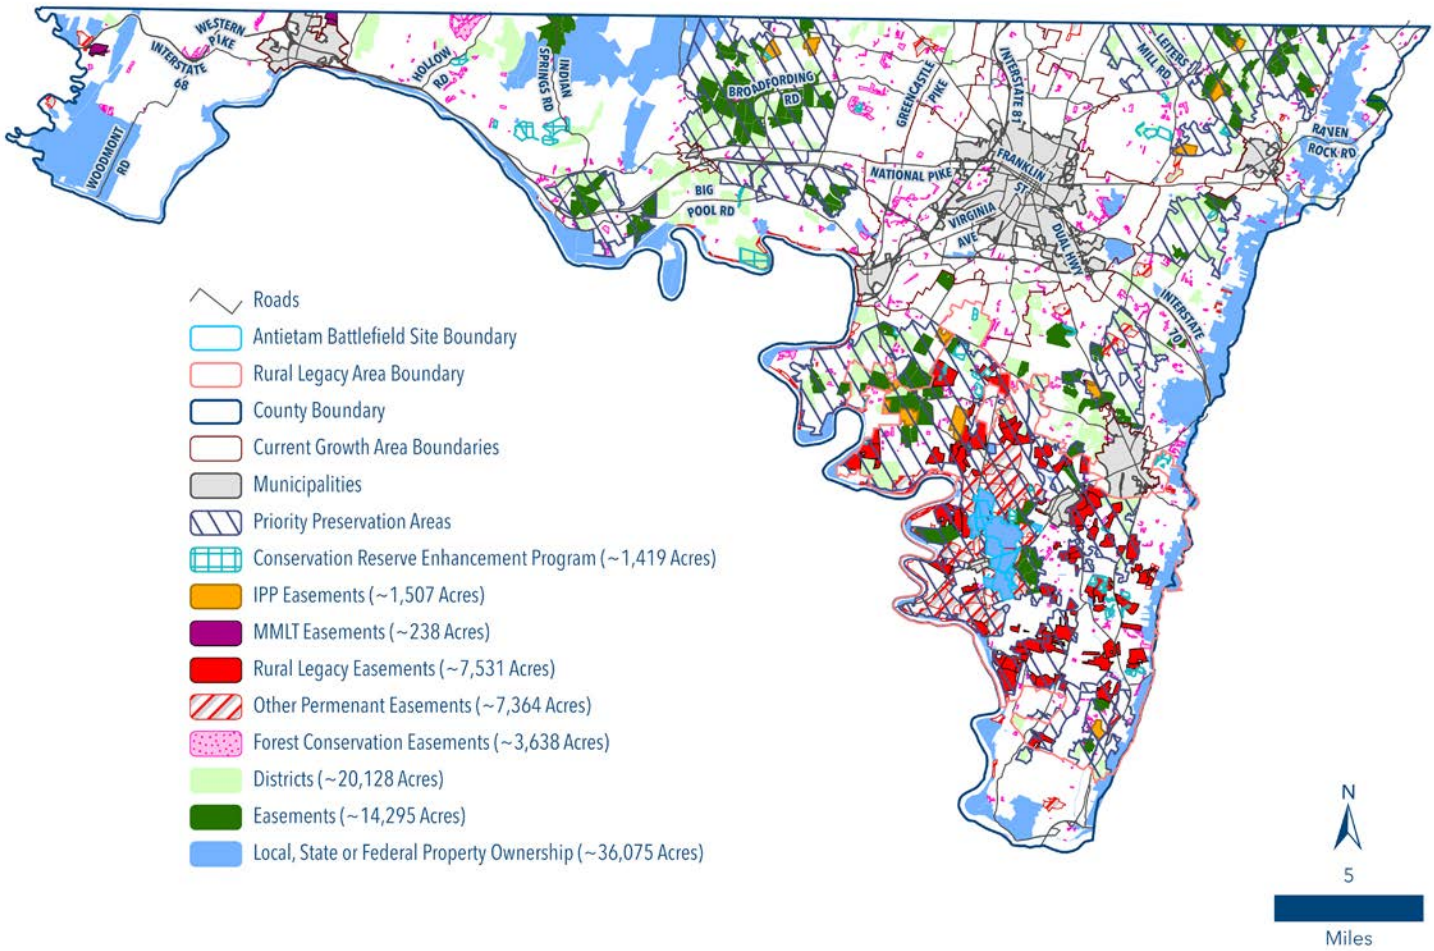 WESTERN
PIKE
INTERSTATE
68
WOODMONT
RD
HOLLOW
RD
INDIAN
SPRINGS RD
BROADFORDING
RD
GREENCASTLE
PIKE
INTERSTATE 81
LEITERS
MILL RD
RAVEN
ROCK RD
NATIONAL PIKE
FRANKLIN
ST
BIG
POOL RD
VIRGINIA
AVE
DUAL HWY
INTERSTATE
70
Roads
Antietam Battlefield Site Boundary
Rural Legacy Area Boundary
County Boundary
Current Growth Area Boundaries
Municipalities
Priority Preservation Areas
Conservation Reserve Enhancement Program (~1,419 Acres)
IPP Easements (~1,507 Acres)
MMLT Easements (~238 Acres)
Rural Legacy Easements (~7,531 Acres)
Other Permenant Easements (~7,364 Acres)
Forest Conservation Easements (~3,638 Acres)
Districts (~20,128 Acres)
Easements (~14,295 Acres)
Local, State or Federal Property Ownership (~36,075 Acres)
N
5
Miles